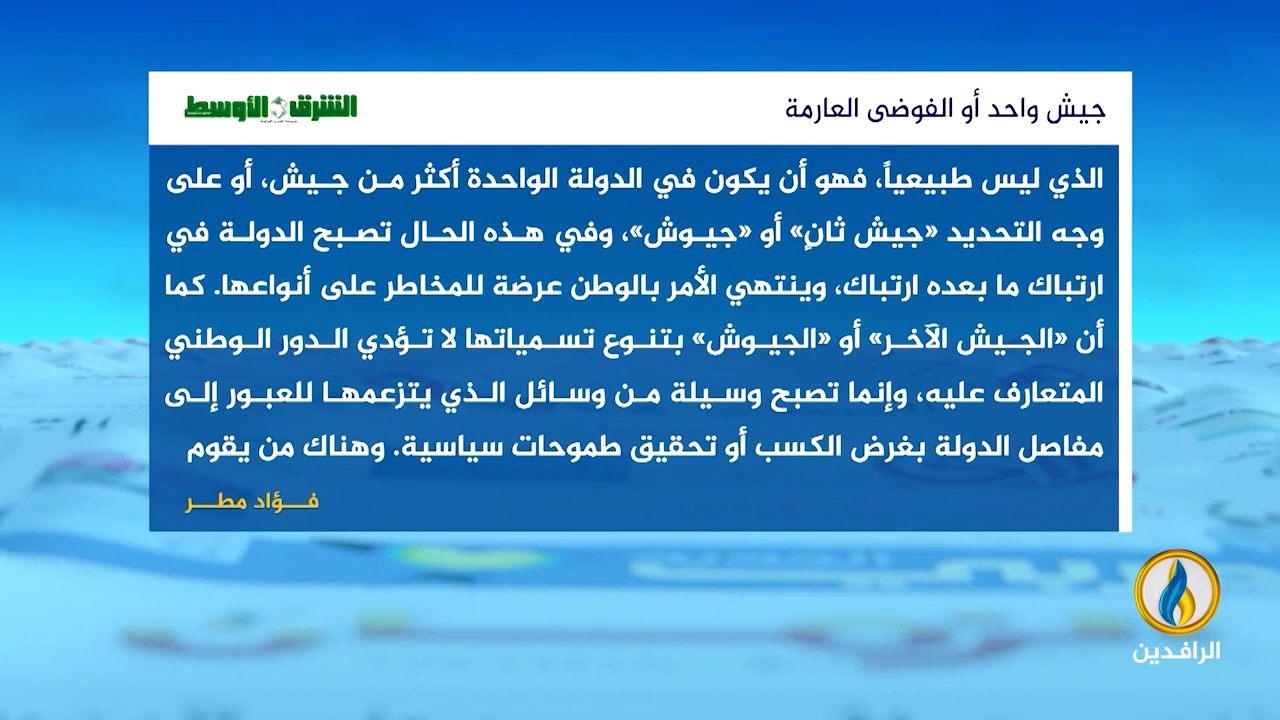 جيش واحد أو الفوضى العارمة
الشرق الأوسط
الذي ليس طبيعياً، فهو أن يكون في الدولة الواحدة أكثر من جيش، أو على
وجه التحديد «جيش ثانٍ» أو «جيوش»، وفي هذه الحال تصبح الدولة في
ارتباك ما بعده ارتباك، وينتهي الأمر بالوطن عرضة للمخاطر على أنواعها. كما
أن «الجيش الآخر» أو «الجيوش» بتنوع تسمياتها لا تؤدي الدور الوطني
المتعارف عليه، وإنما تصبح وسيلة من وسائل الذي يتزعمها للعبور إلى
مفاصل الدولة بغرض الكسب أو تحقيق طموحات سياسية. وهناك من يقوم
فؤاد مطر
الرافدين